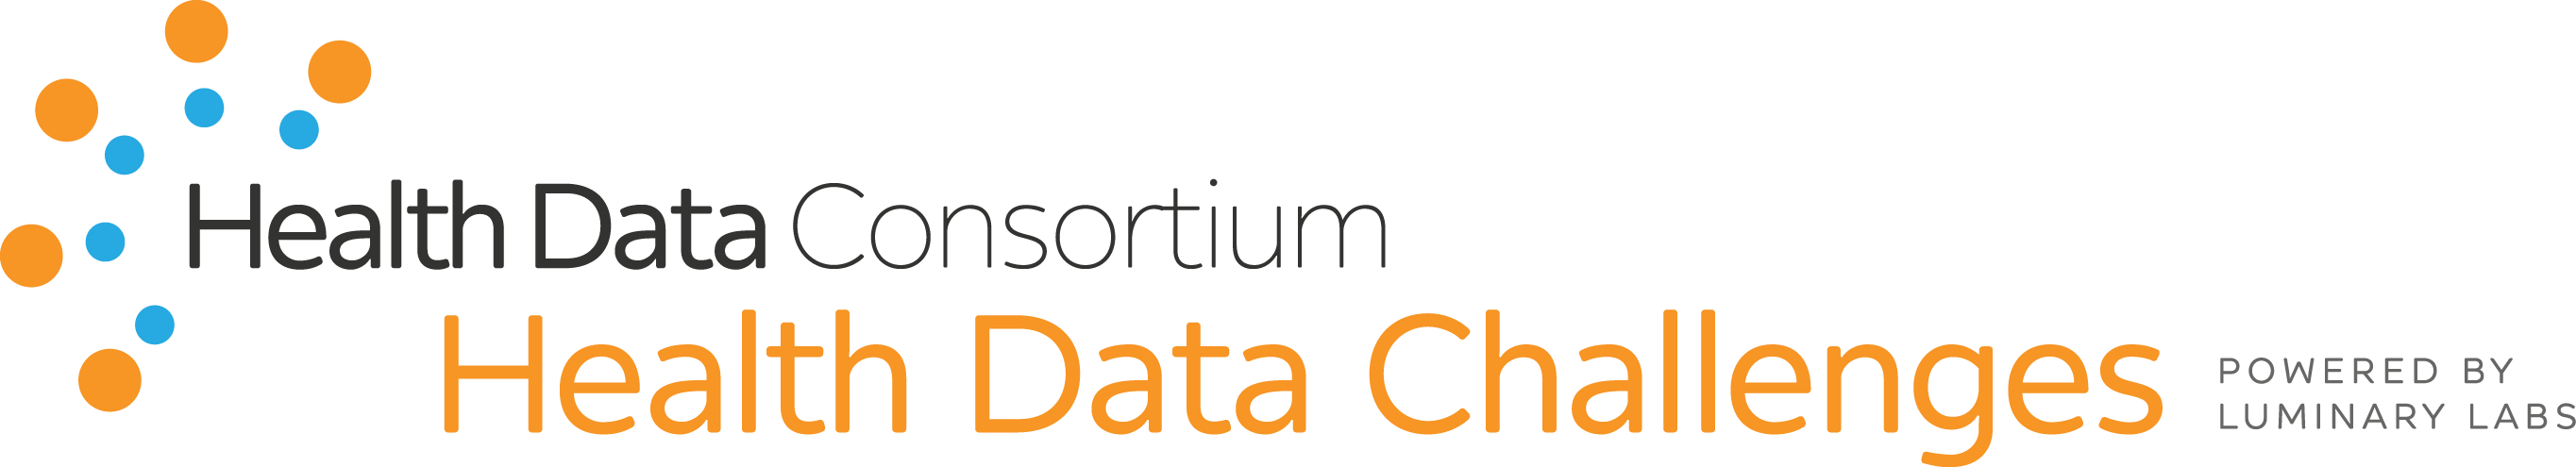 Health Data Consortium
Health Data Challenges
POWERED BY
LUMINARY LABS